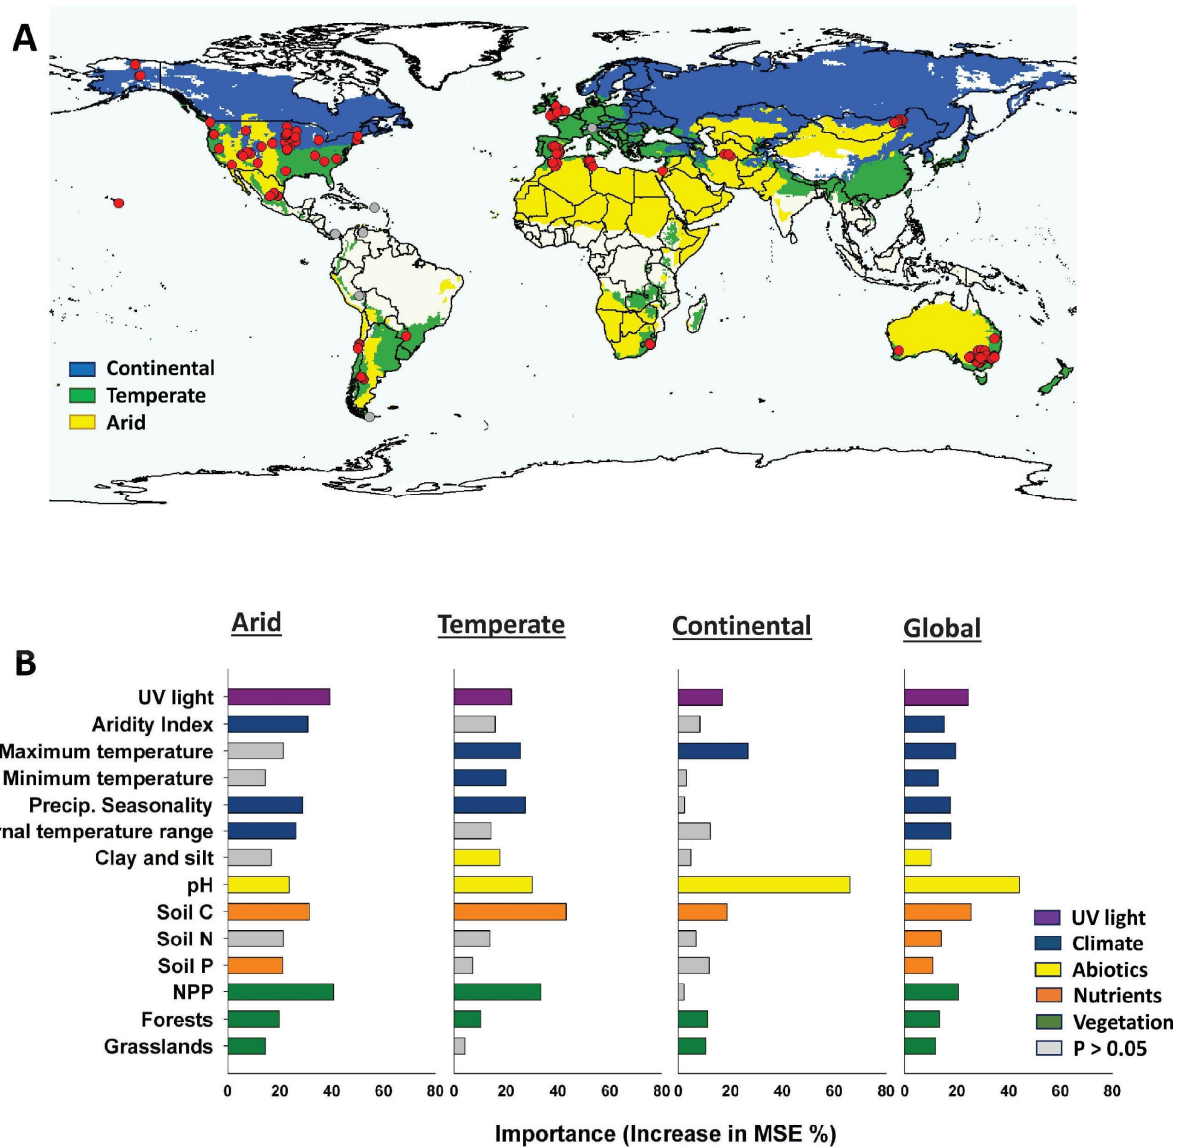 A
Continental
Temperate
Arid
Arid Temperate Continental Global
B
UV light
Aridity Index
Maximum temperature
Minimum temperature
Precip. Seasonality
temperature range
Clay and silt
pH
Soil C
Soil N
Soil P
NPP
Forests
Grasslands
UV light
Climate
Abiotics
Nutrients
Vegetation
P > 0.05
0 20 40 60 80 0 20 40 60 80 0 20 40 60 80 0 20 40 60 80
Importance (Increase in MSE %)